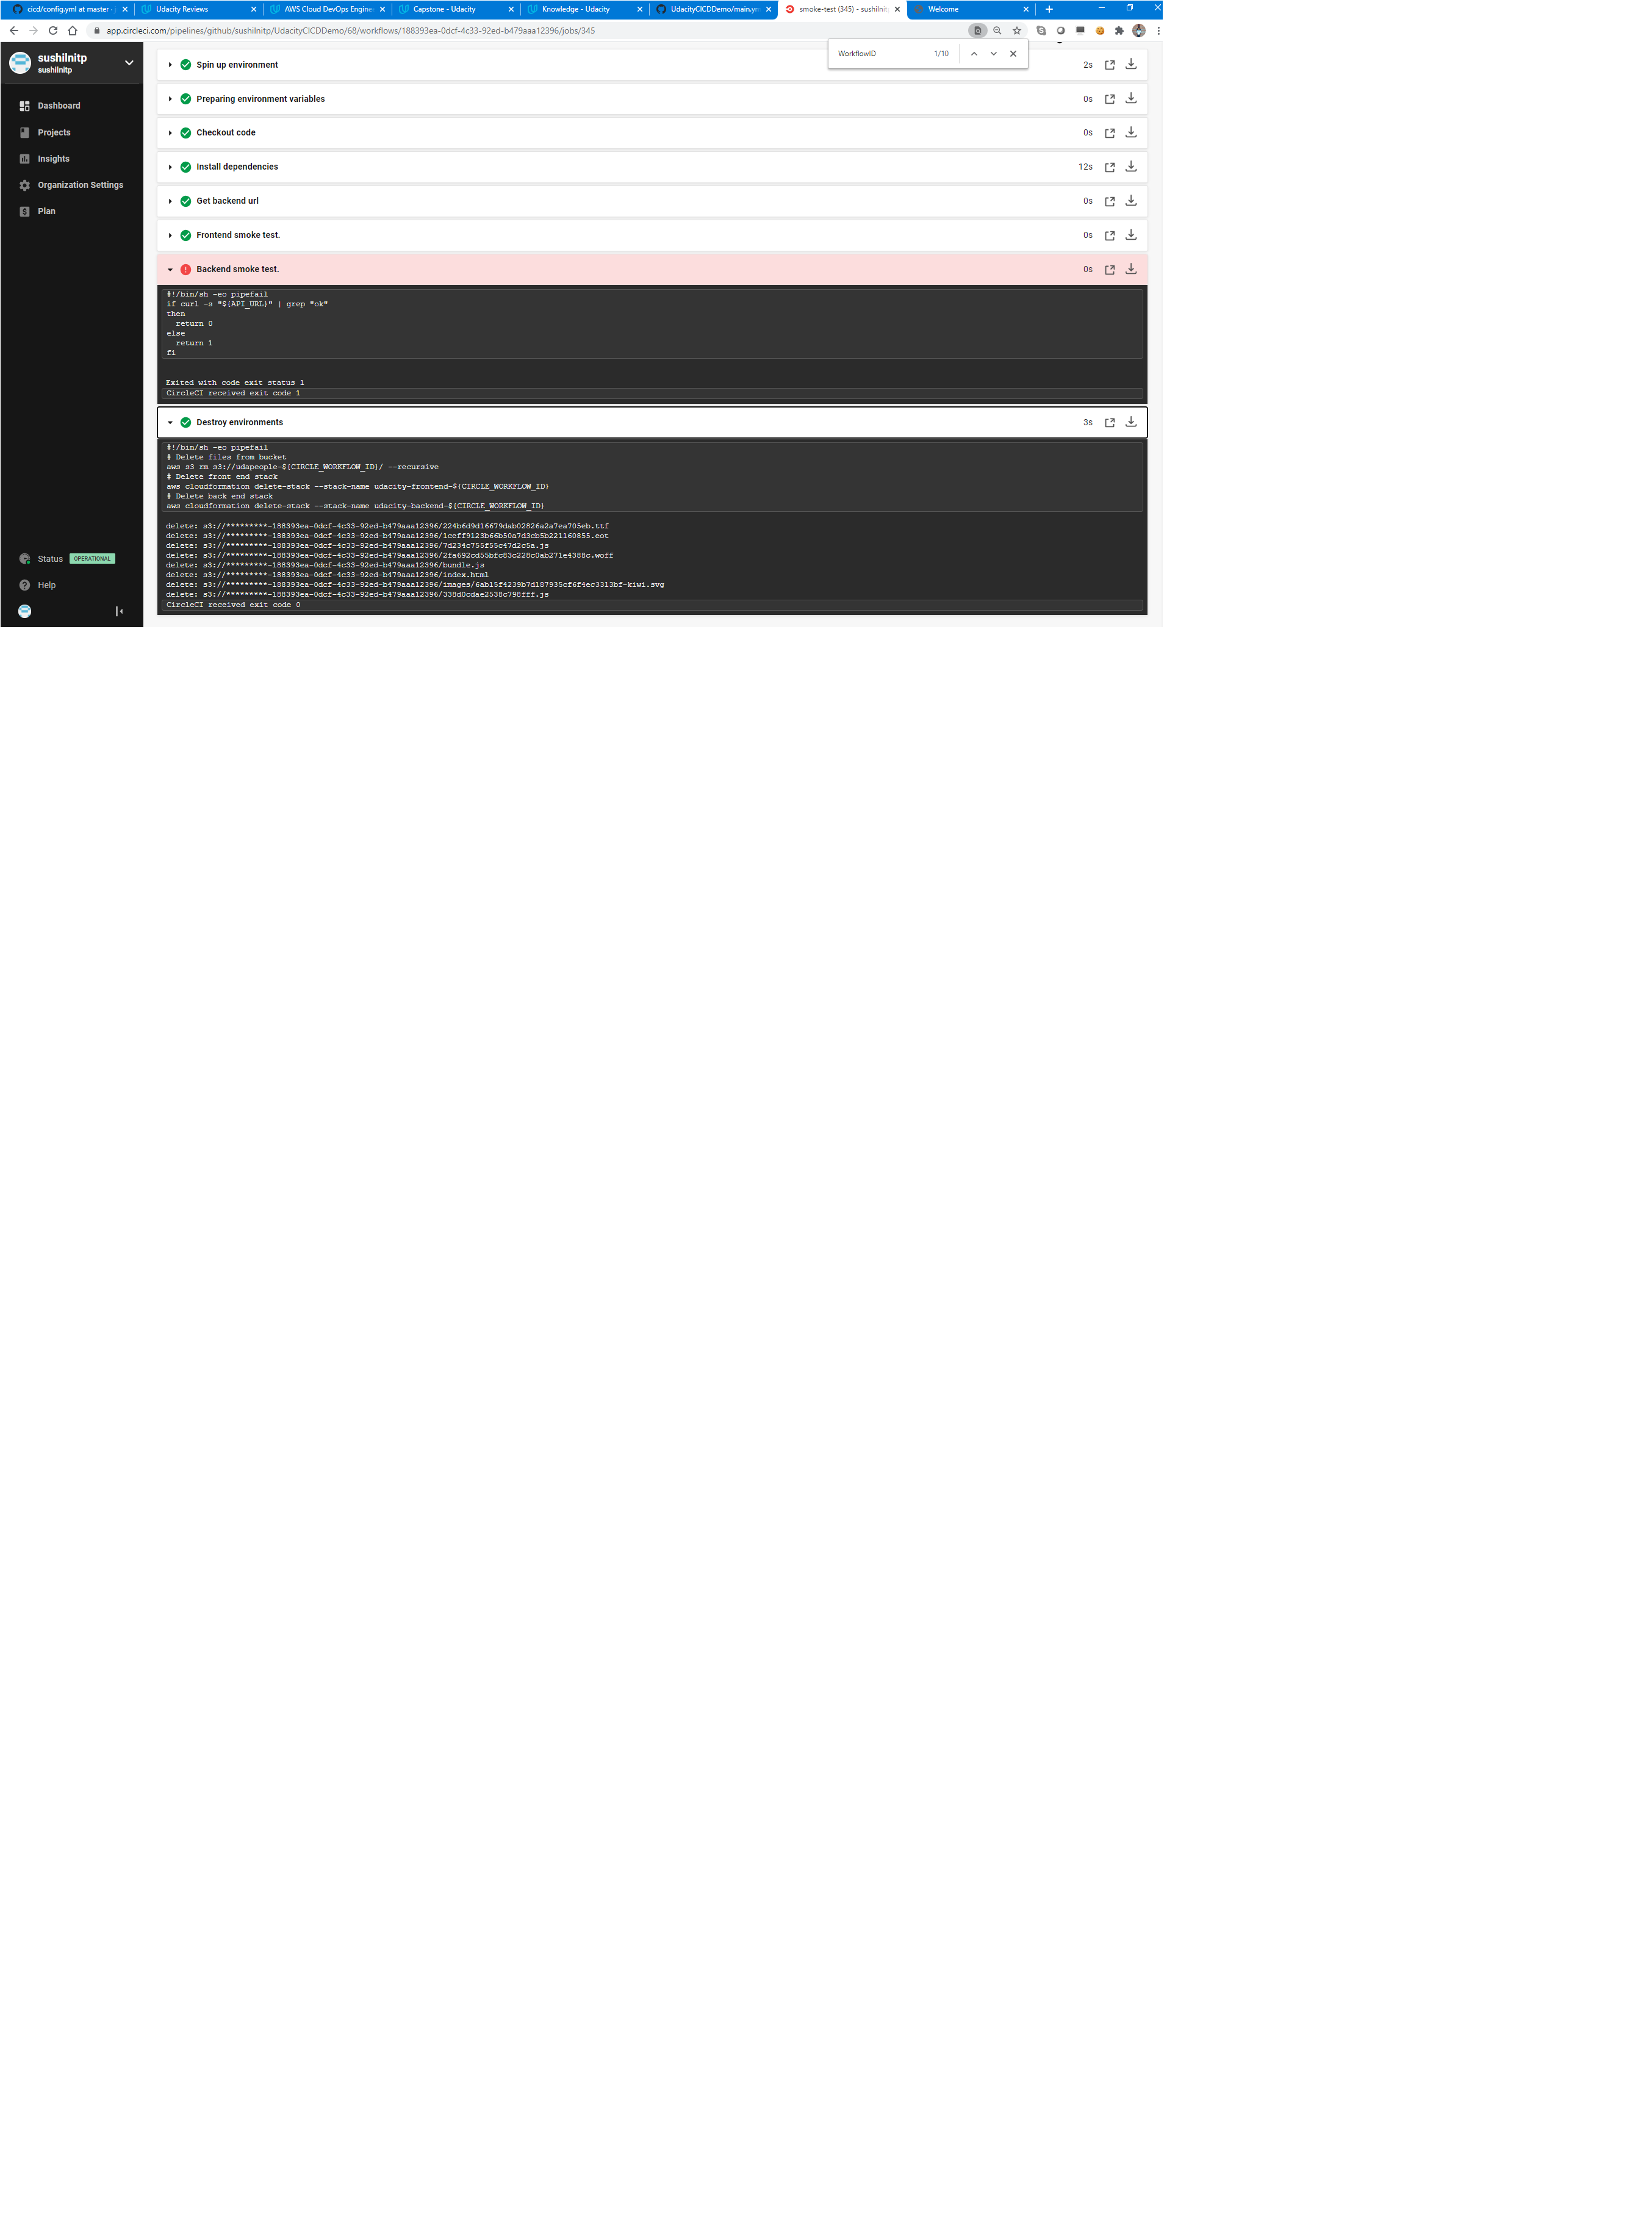 cicd/config.yml at master · j
Udacity Reviews
AWS Cloud DevOps Engine
Capstone - Udacity
Knowledge - Udacity
UdacityCICDDemo/main.ym
smoke-test (345) - sushilnit
Welcome
app.circleci.com/pipelines/github/sushilnitp/UdacityCICDDemo/68/workflows/188393ea-0dcf-4c33-92ed-b479aaa12396/jobs/345
WorkflowID 1/10
sushilnitp
sushilnitp
Dashboard
Projects
Insights
Organization Settings
Plan
Status OPERATIONAL
Help
Spin up environment 2s
Preparing environment variables 0s
Checkout code 0s
Install dependencies 12s
Get backend url 0s
Frontend smoke test. 0s
Backend smoke test. 0s
#!/bin/sh -eo pipefail
if curl -s "${API_URL}" | grep "ok"
then
  return 0
else
  return 1
fi
Exited with code exit status 1
CircleCI received exit code 1
Destroy environments 3s
#!/bin/sh -eo pipefail
# Delete files from bucket
aws s3 rm s3://udapeople-${CIRCLE_WORKFLOW_ID}/ --recursive
# Delete front end stack
aws cloudformation delete-stack --stack-name udacity-frontend-${CIRCLE_WORKFLOW_ID}
# Delete back end stack
aws cloudformation delete-stack --stack-name udacity-backend-${CIRCLE_WORKFLOW_ID}
delete: s3://*********-188393ea-0dcf-4c33-92ed-b479aaa12396/224b6d9d16679dab02826a2a7ea705eb.ttf
delete: s3://*********-188393ea-0dcf-4c33-92ed-b479aaa12396/1ceff9123b66b50a7d3cb5b221160855.eot
delete: s3://*********-188393ea-0dcf-4c33-92ed-b479aaa12396/7d234c755f55c47d2c5a.js
delete: s3://*********-188393ea-0dcf-4c33-92ed-b479aaa12396/2fa692cd55bfc83c228c0ab271e4388c.woff
delete: s3://*********-188393ea-0dcf-4c33-92ed-b479aaa12396/bundle.js
delete: s3://*********-188393ea-0dcf-4c33-92ed-b479aaa12396/index.html
delete: s3://*********-188393ea-0dcf-4c33-92ed-b479aaa12396/images/6ab15f4239b7d187935cf6f4ec3313bf-kiwi.svg
delete: s3://*********-188393ea-0dcf-4c33-92ed-b479aaa12396/338d0cdae2538c798fff.js
CircleCI received exit code 0